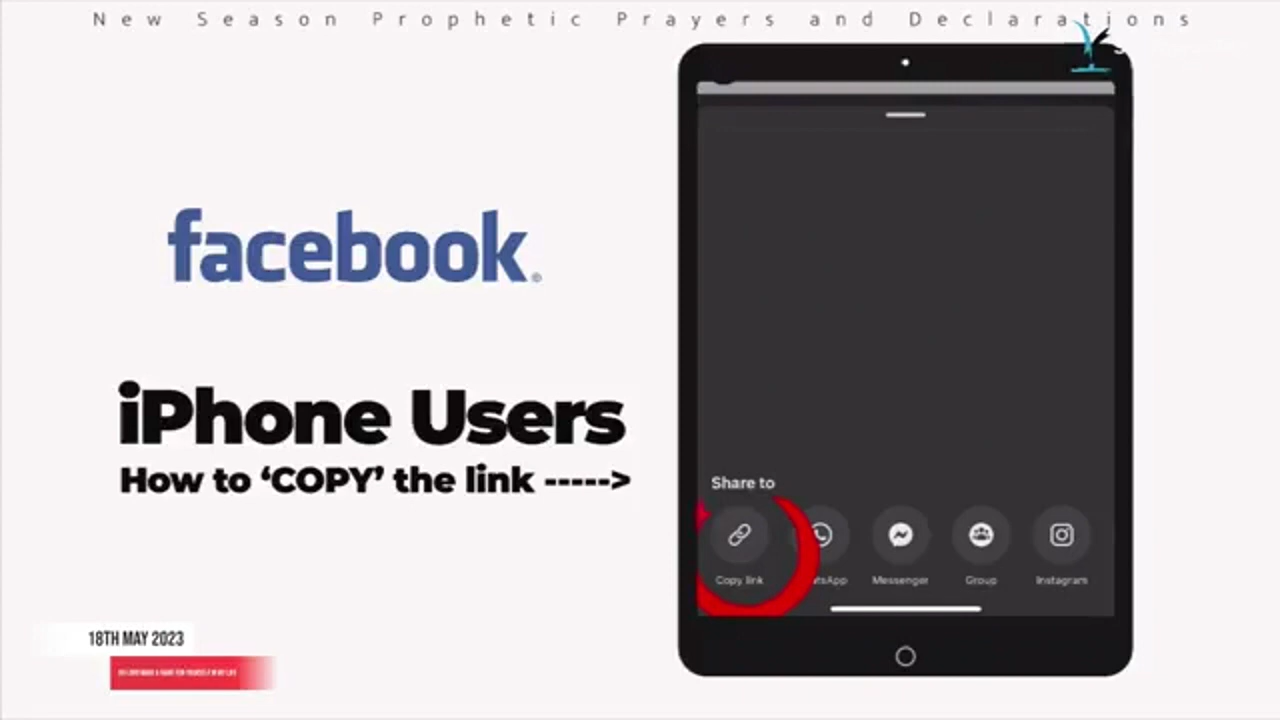 New Season Prophetic Prayers and Declarations
facebook®
iPhone Users
How to ‘COPY’ the link ----->
Share to
Copy link
tsApp
Messenger
Group
Instagram
18TH MAY 2023